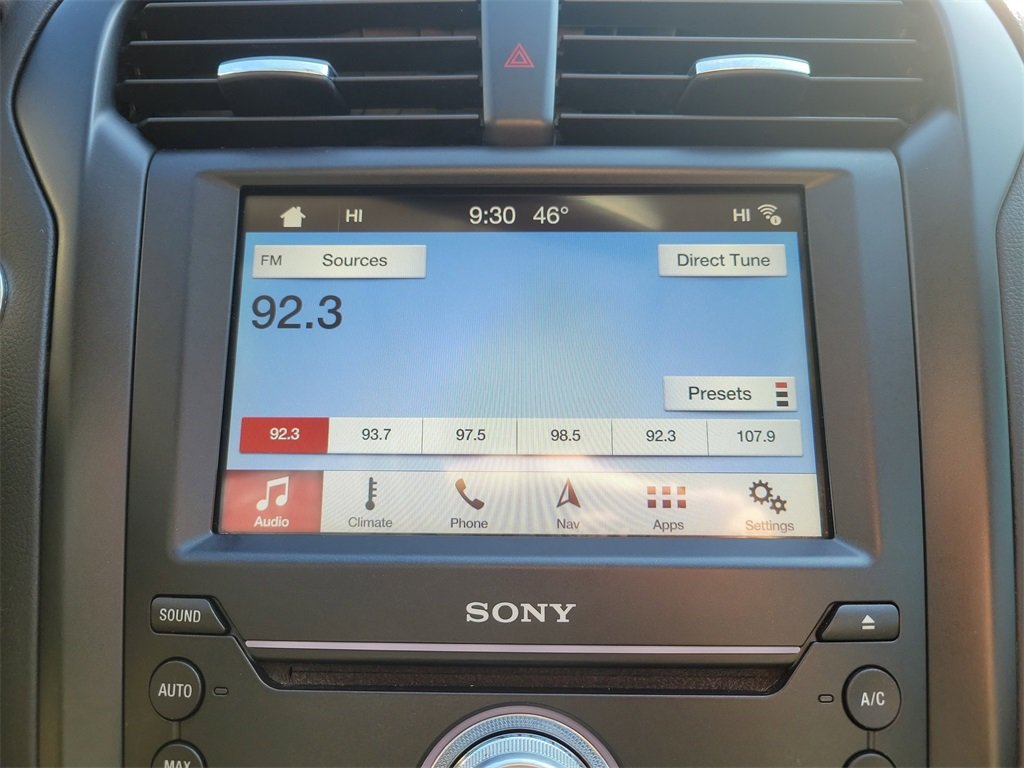 HI 9:30 46° HI
FM Sources Direct Tune
92.3
Presets
92.3 93.7 97.5 98.5 92.3 107.9
Audio Climate Phone Nav Apps Settings
SONY
SOUND
AUTO A/C
MAX